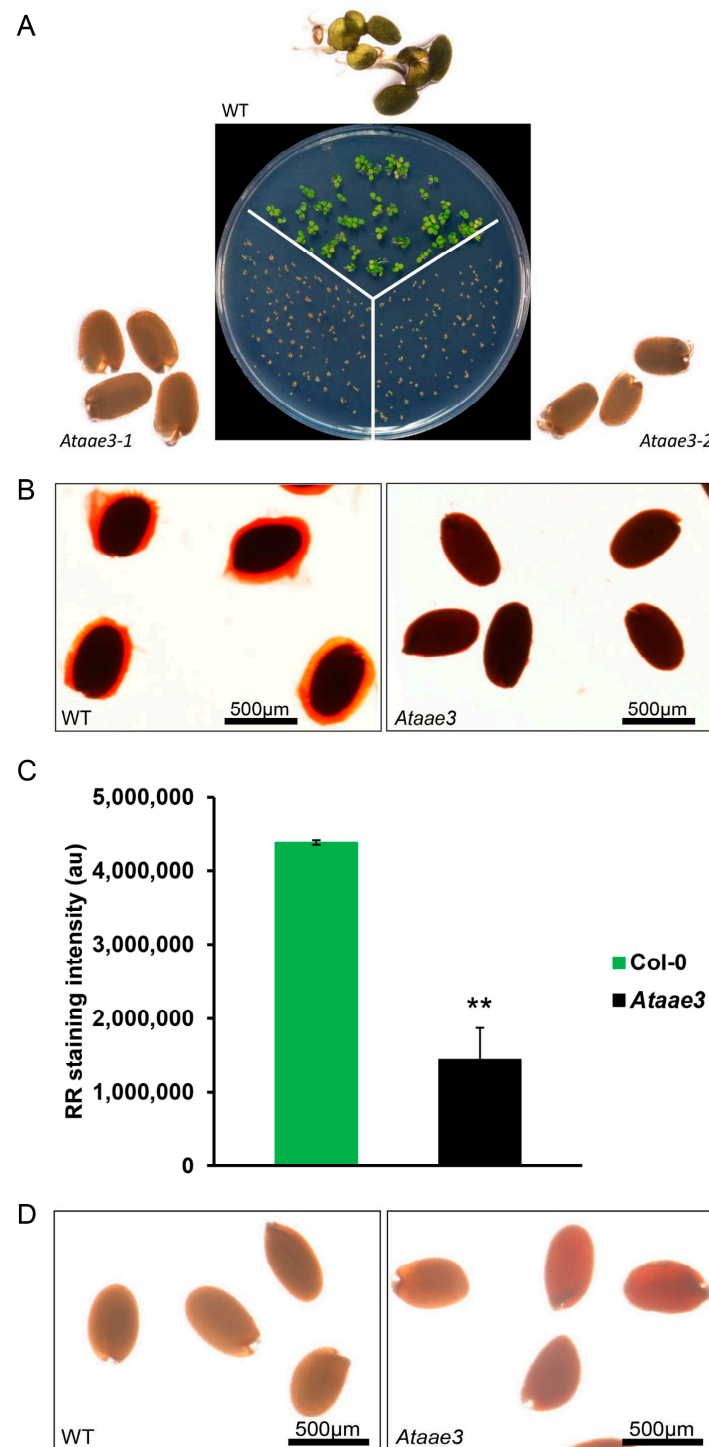 A
WT
Ataae3-1
Ataae3-2
B
WT
500µm
Ataae3
500µm
C
RR staining intensity (au)
5,000,000
4,000,000
3,000,000
2,000,000
1,000,000
0
**
Col-0
Ataae3
D
WT
500µm
Ataae3
500µm